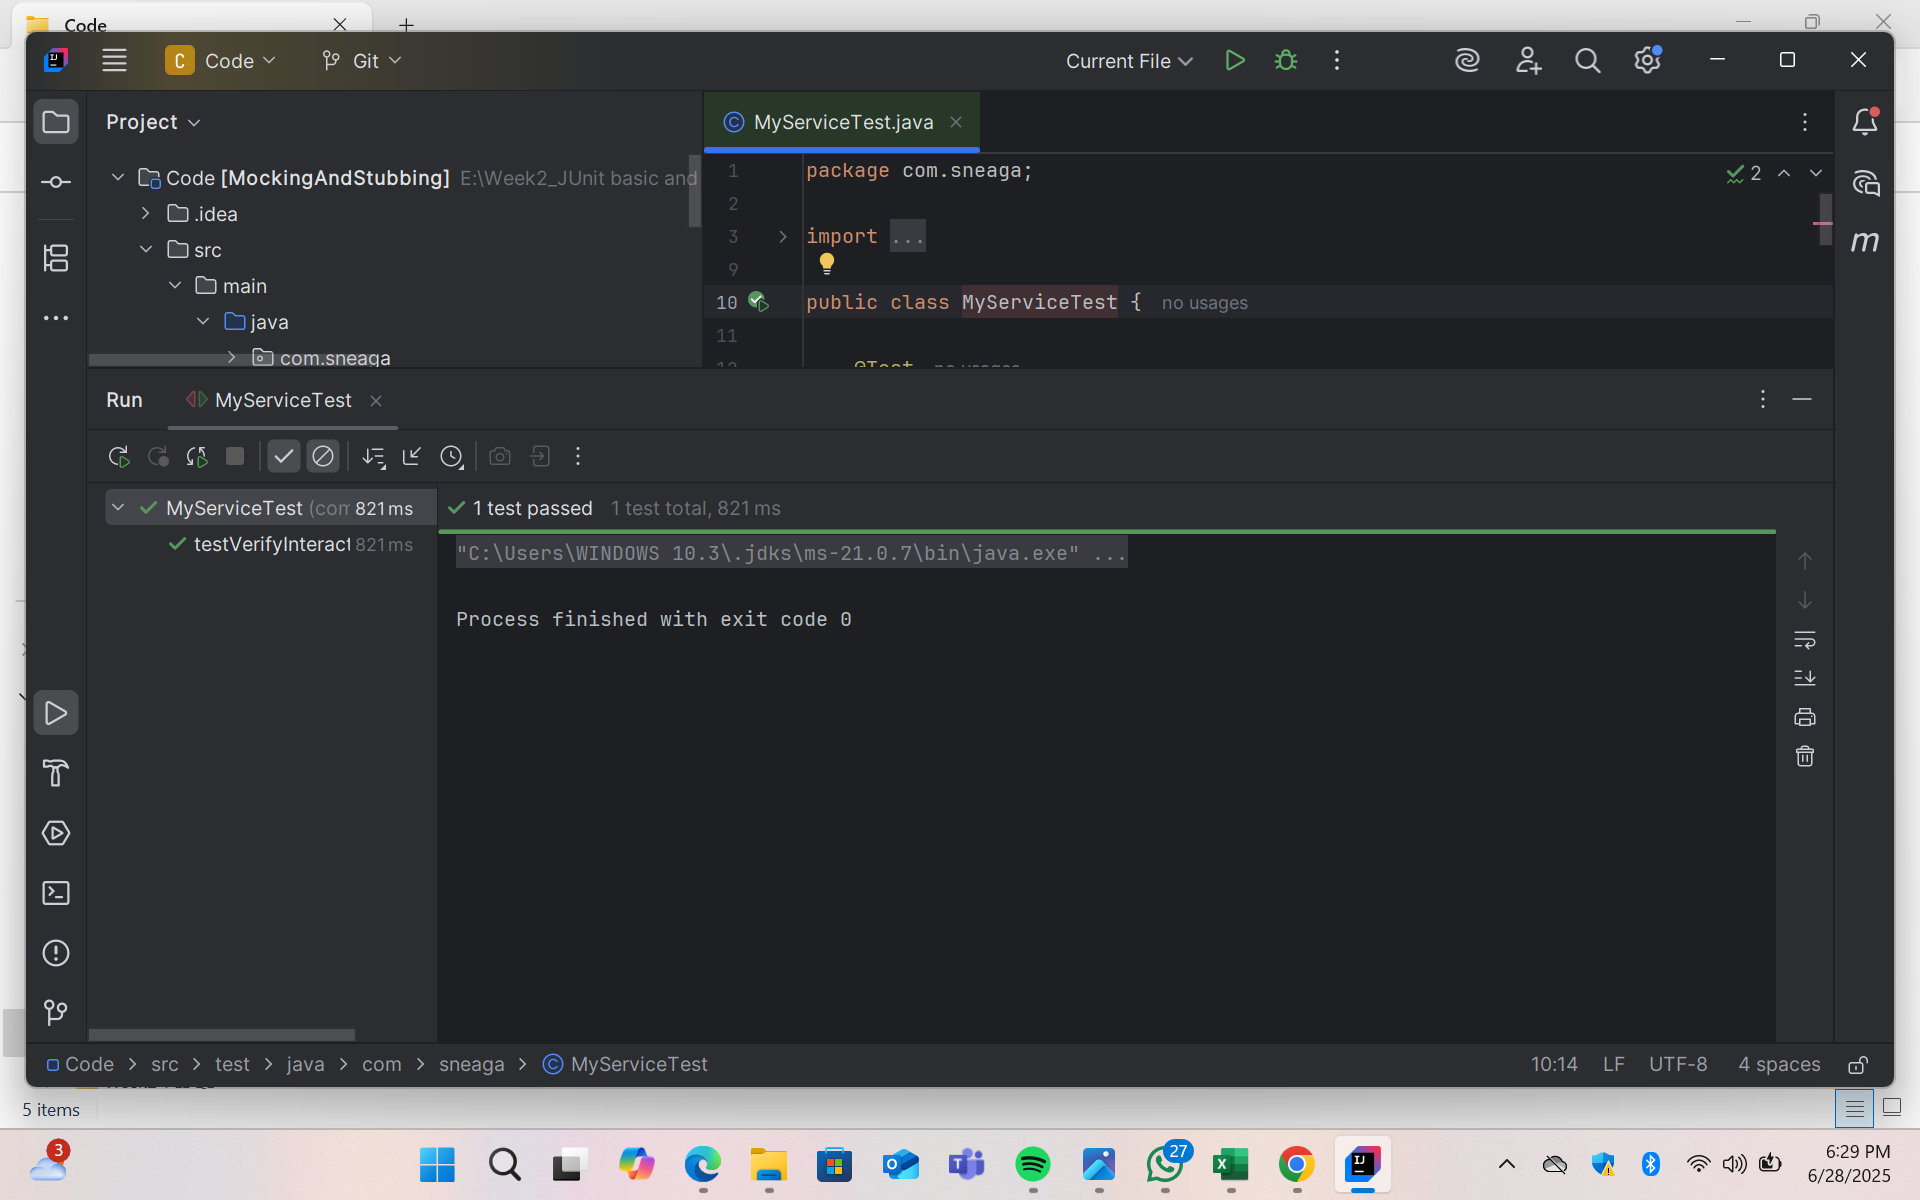 Code
C Code Git Current File
Project
MyServiceTest.java
Code [MockingAndStubbing] E:\Week2_JUnit basic and
.idea
src
main
java
com.sneaga
1 package com.sneaga;
2
2
3 import ...
9
10 public class MyServiceTest { no usages
11
Run MyServiceTest
MyServiceTest (com 821 ms
testVerifyInteract 821 ms
1 test passed 1 test total, 821 ms
"C:\Users\WINDOWS 10.3\.jdks\ms-21.0.7\bin\java.exe" ...
Process finished with exit code 0
m
Code > src > test > java > com > sneaga > MyServiceTest
10:14 LF UTF-8 4 spaces
5 items
3
27
6:29 PM
6/28/2025